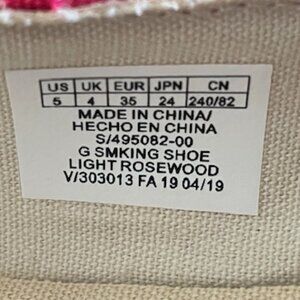 US UK EUR JPN CN
5 4 35 24 240/82
MADE IN CHINA/
HECHO EN CHINA
S/495082-00
G SMKING SHOE
LIGHT ROSEWOOD
V/303013 FA 19 04/19